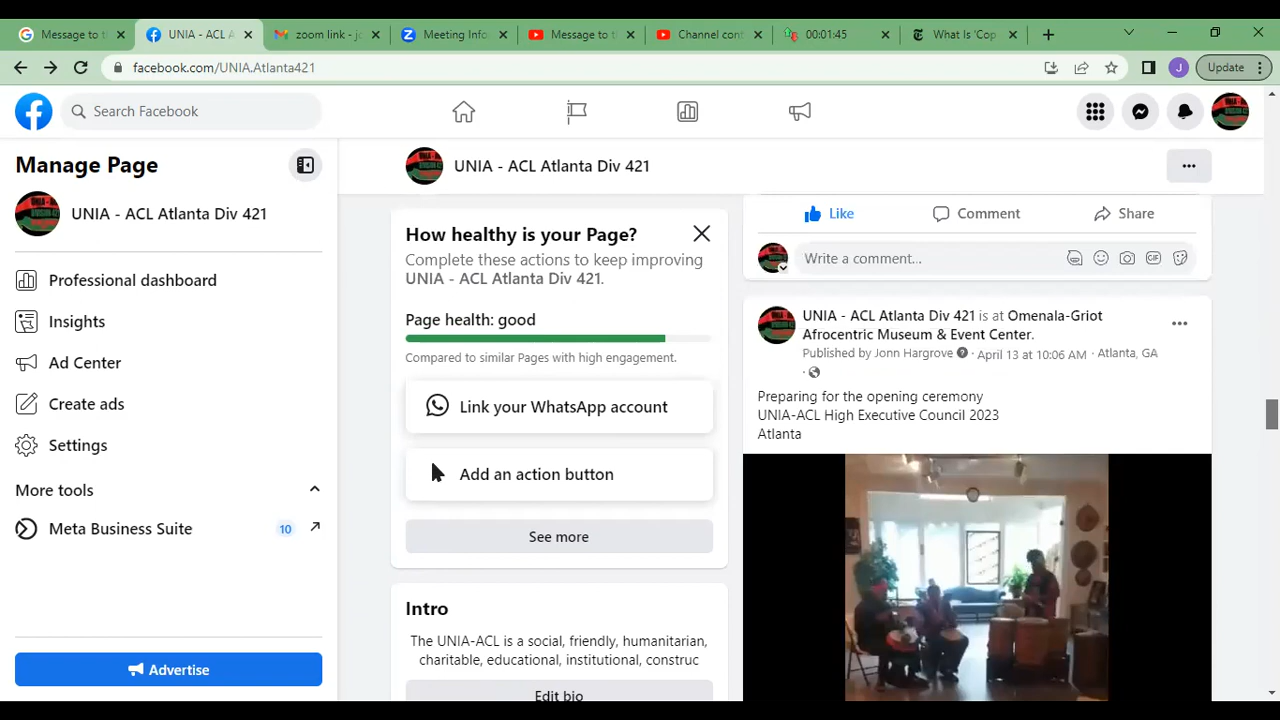 Message to t
UNIA - ACL A
zoom link - jo
Meeting Info
Message to t
Channel cont
00:01:45
What Is 'Cop
facebook.com/UNIA.Atlanta421
J
Update
Search Facebook
Manage Page
UNIA - ACL Atlanta Div 421
Professional dashboard
Insights
Ad Center
Create ads
Settings
More tools
Meta Business Suite
10
Advertise
UNIA - ACL Atlanta Div 421
How healthy is your Page?
Complete these actions to keep improving
UNIA - ACL Atlanta Div 421.
Page health: good
Compared to similar Pages with high engagement.
Link your WhatsApp account
Add an action button
See more
Intro
The UNIA-ACL is a social, friendly, humanitarian,
charitable, educational, institutional, construc
Edit bio
Like
Comment
Share
Write a comment...
GIF
UNIA - ACL Atlanta Div 421 is at Omenala-Griot
Afrocentric Museum & Event Center.
Published by Jonn Hargrove · April 13 at 10:06 AM · Atlanta, GA
·
Preparing for the opening ceremony
UNIA-ACL High Executive Council 2023
Atlanta